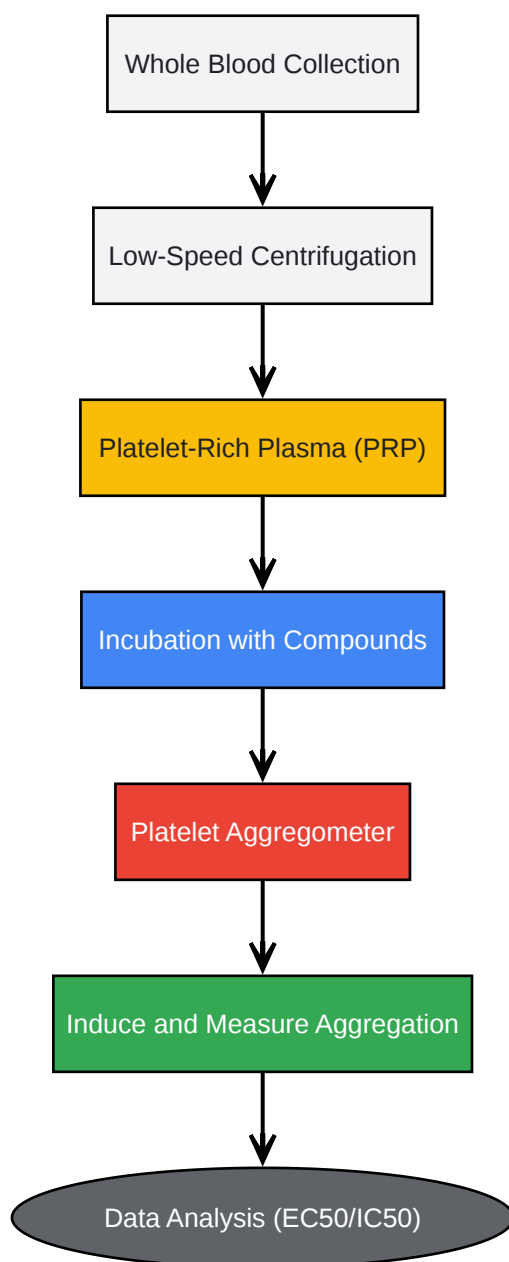 Whole Blood Collection
Low-Speed Centrifugation
Platelet-Rich Plasma (PRP)
Incubation with Compounds
Platelet Aggregometer
Induce and Measure Aggregation
Data Analysis (EC50/IC50)